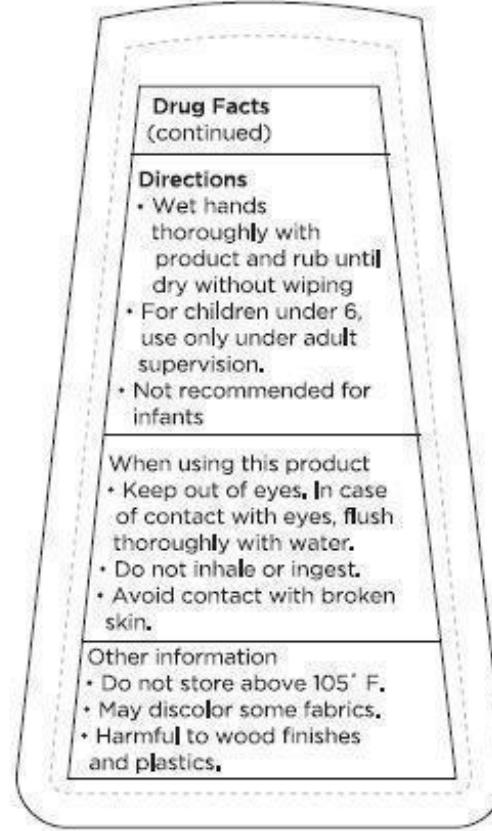 Drug Facts
(continued)
Directions
• Wet hands
thoroughly with
product and rub until
dry without wiping
• For children under 6,
use only under adult
supervision.
• Not recommended for
infants
When using this product
• Keep out of eyes. In case
of contact with eyes, flush
thoroughly with water.
• Do not inhale or ingest.
• Avoid contact with broken
skin.
Other information
• Do not store above 105° F.
• May discolor some fabrics.
• Harmful to wood finishes
and plastics.